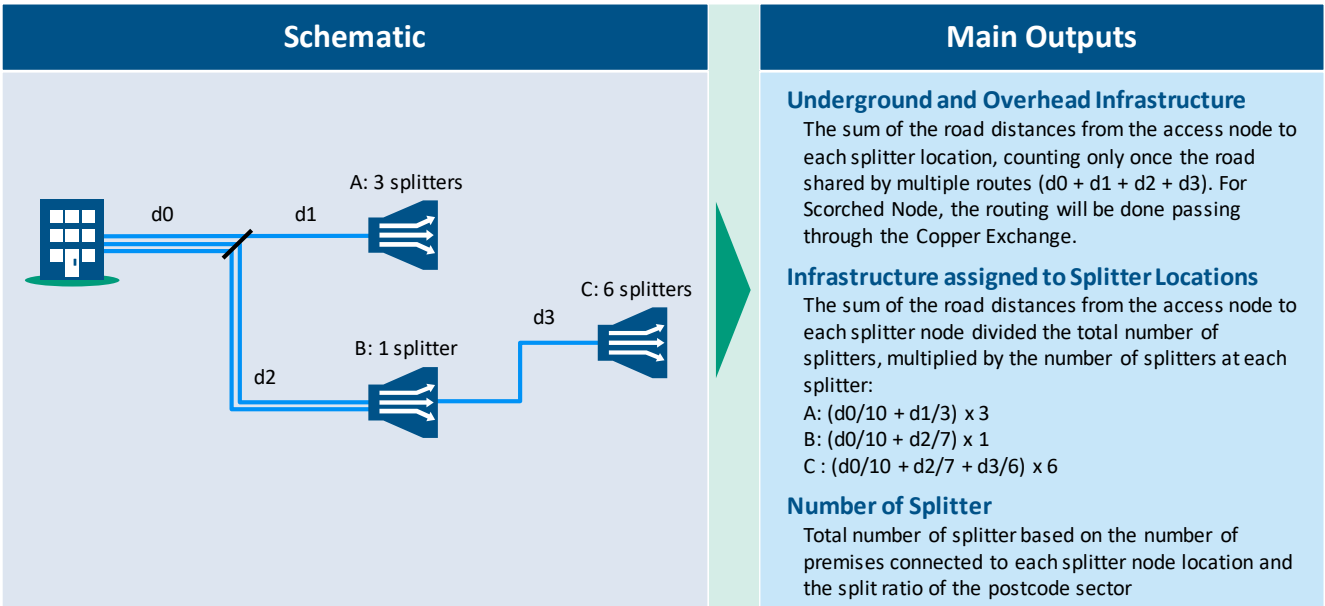 Schematic
A: 3 splitters
d0
d1
C: 6 splitters
d3
B: 1 splitter
d2
Main Outputs
Underground and Overhead Infrastructure
The sum of the road distances from the access node to
each splitter location, counting only once the road
shared by multiple routes (d0 + d1 + d2 + d3). For
Scorched Node, the routing will be done passing
through the Copper Exchange.
Infrastructure assigned to Splitter Locations
The sum of the road distances from the access node to
each splitter node divided the total number of
splitters, multiplied by the number of splitters at each
splitter:
A: (d0/10 + d1/3) x 3
B: (d0/10 + d2/7) x 1
C : (d0/10 + d2/7 + d3/6) x 6
Number of Splitter
Total number of splitter based on the number of
premises connected to each splitter node location and
the split ratio of the postcode sector